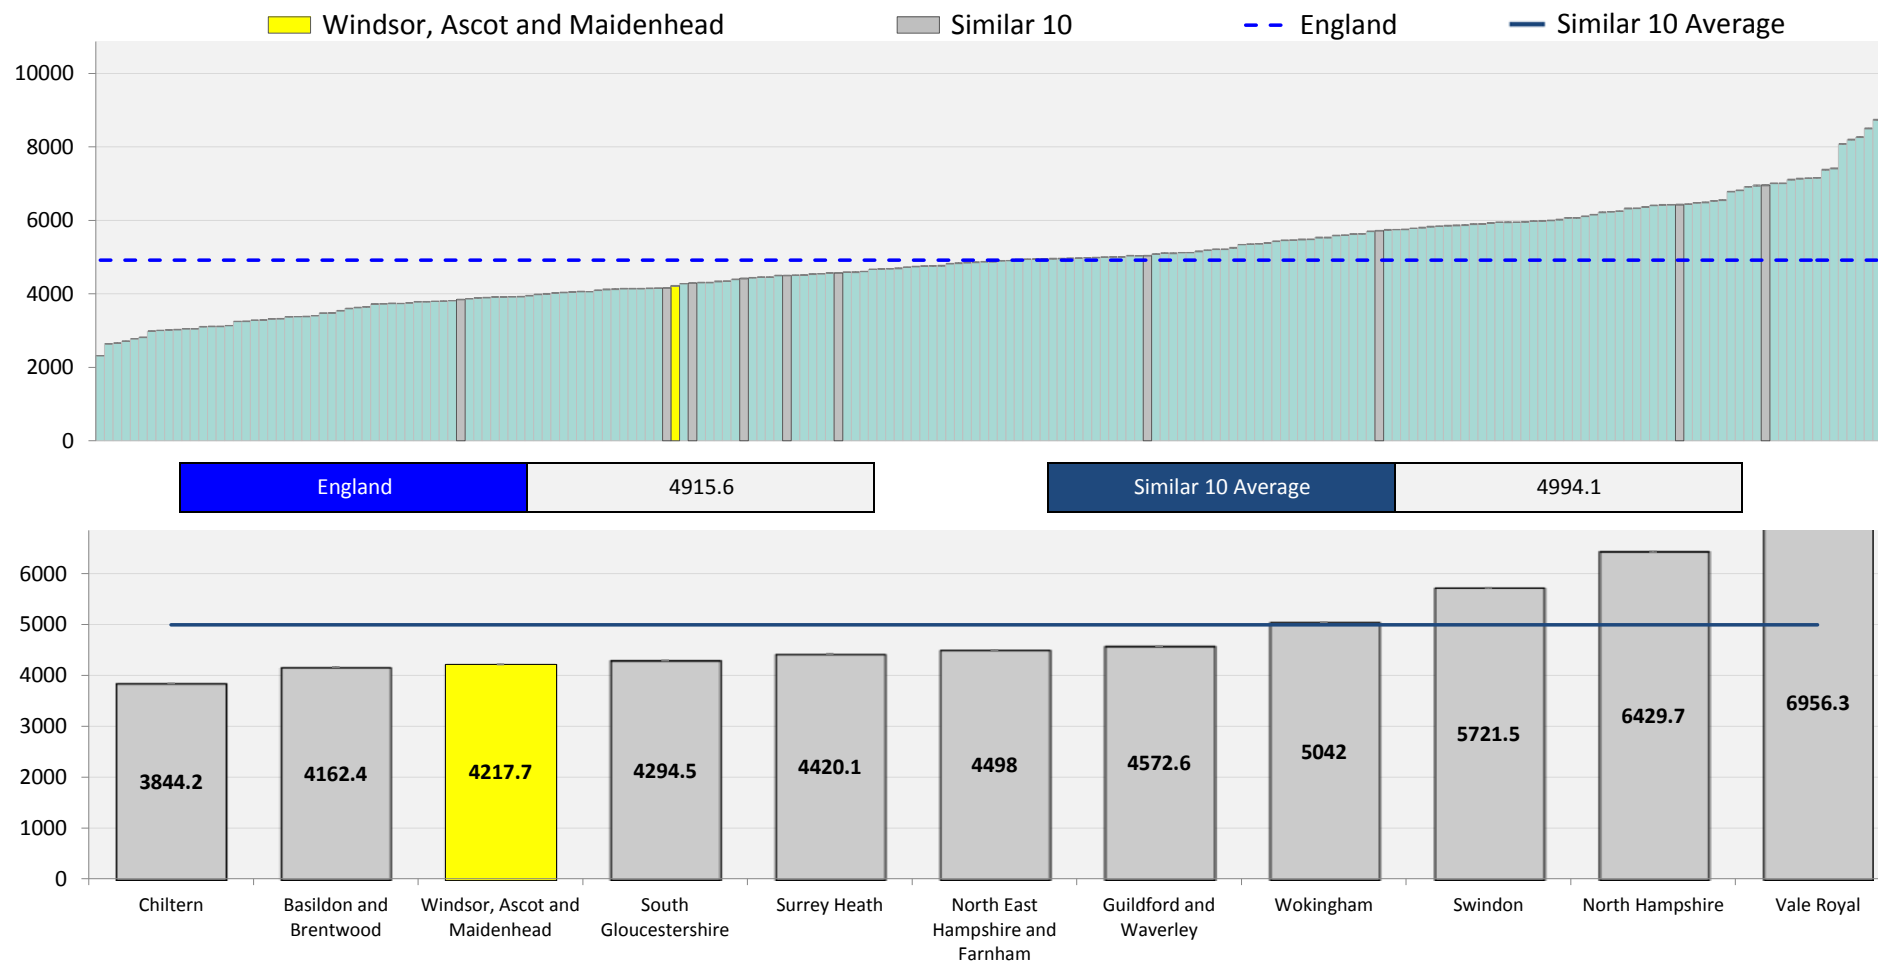 Windsor, Ascot and Maidenhead Similar 10 England Similar 10 Average
10000
8000
6000
4000
2000
0
England 4915.6 Similar 10 Average 4994.1
6000
5000
4000
3000
2000
1000
0
3844.2 4162.4 4217.7 4294.5 4420.1 4498 4572.6 5042 5721.5 6429.7 6956.3
Chiltern
Basildon and
Brentwood
Windsor, Ascot and
Maidenhead
South
Gloucestershire
Surrey Heath
North East
Hampshire and
Farnham
Guildford and
Waverley
Wokingham
Swindon
North Hampshire
Vale Royal